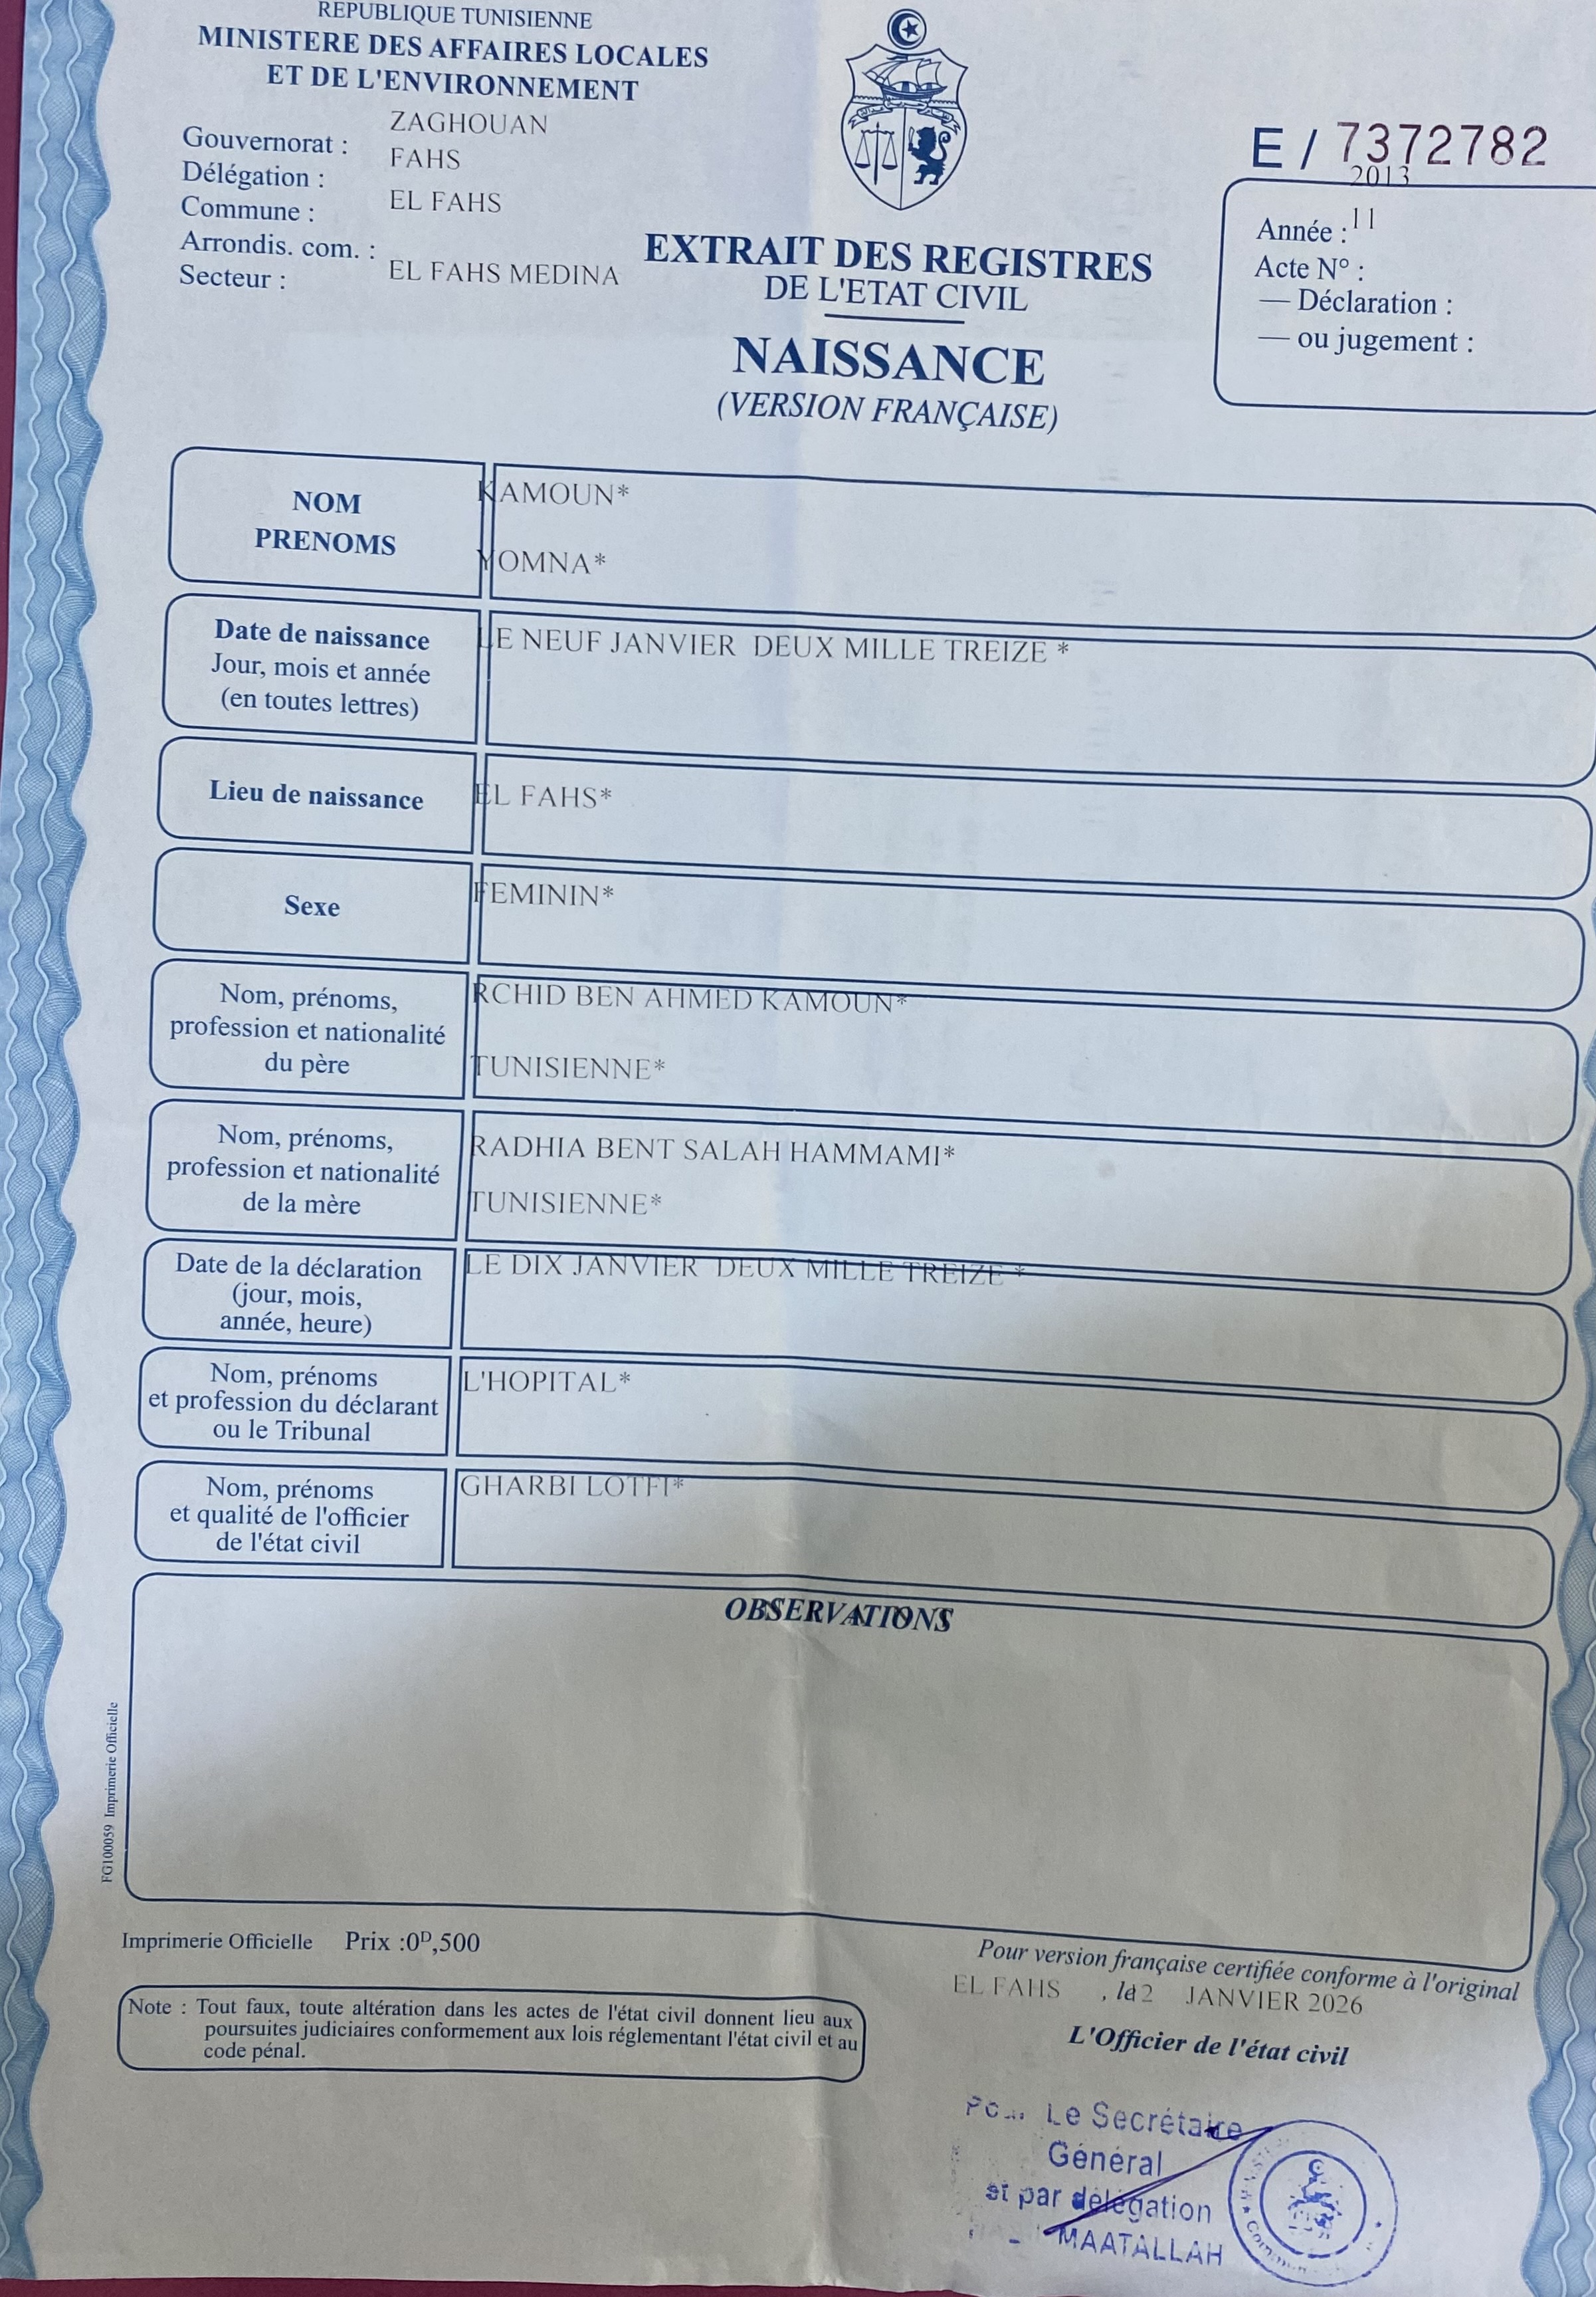 REPUBLIQUE TUNISIENNE
MINISTERE DES AFFAIRES LOCALES
ET DE L'ENVIRONNEMENT
Gouvernorat : ZAGHOUAN
Délégation : FAHS
Commune : EL FAHS
Arrondis. com. :
Secteur : EL FAHS MEDINA
E / 7372782
2013
Année : 11
Acte N° :
— Déclaration :
— ou jugement :
EXTRAIT DES REGISTRES
DE L'ETAT CIVIL
NAISSANCE
(VERSION FRANÇAISE)
NOM
PRENOMS
KAMOUN*
YOMNA*
Date de naissance
Jour, mois et année
(en toutes lettres)
LE NEUF JANVIER DEUX MILLE TREIZE *
Lieu de naissance
EL FAHS*
Sexe
FEMININ*
Nom, prénoms,
profession et nationalité
du père
RCHID BEN AHMED KAMOUN*
TUNISIENNE*
Nom, prénoms,
profession et nationalité
de la mère
RADHIA BENT SALAH HAMMAMI*
TUNISIENNE*
Date de la déclaration
(jour, mois,
année, heure)
LE DIX JANVIER DEUX MILLE TREIZE *
Nom, prénoms
et profession du déclarant
ou le Tribunal
L'HOPITAL*
Nom, prénoms
et qualité de l'officier
de l'état civil
GHARBI LOTFI*
OBSERVATIONS
FG100059 Imprimerie Officielle
Imprimerie Officielle Prix :0ᴰ,500
Pour version française certifiée conforme à l'original
EL FAHS , le 2 JANVIER 2026
L'Officier de l'état civil
Note : Tout faux, toute altération dans les actes de l'état civil donnent lieu aux
poursuites judiciaires conformement aux lois réglementant l'état civil et au
code pénal.
Le Secrétaire
Général
et par délégation
MAATALLAH